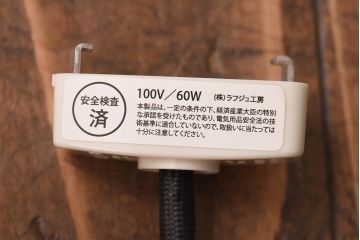 安全検査
済
100V／60W (株)ラフジュ工房
本製品は、一定の条件の下、経済産業大臣の特別
な承認を受けたものであり、電気用品安全法の技
術基準に適合していないので、取扱いに当たっては
十分に注意してください。